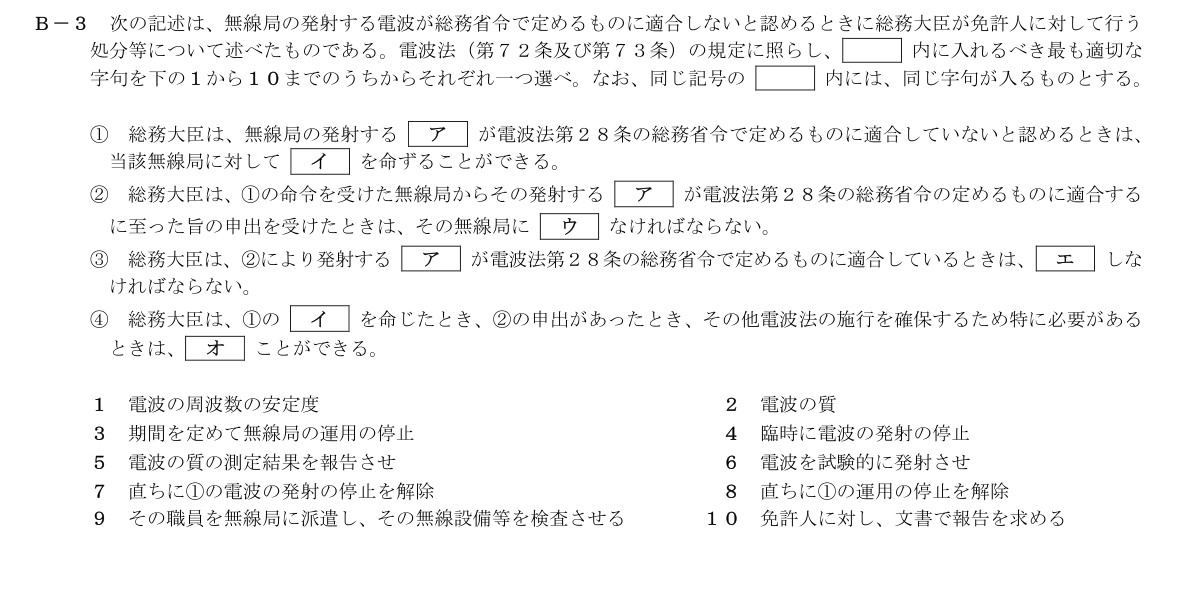 B－3　次の記述は、無線局の発射する電波が総務省令で定めるものに適合しないと認めるときに総務大臣が免許人に対して行う
処分等について述べたものである。電波法（第７２条及び第７３条）の規定に照らし、　　　内に入れるべき最も適切な
字句を下の１から１０までのうちからそれぞれ一つ選べ。なお、同じ記号の　　　内には、同じ字句が入るものとする。
①　総務大臣は、無線局の発射する ア が電波法第２８条の総務省令で定めるものに適合していないと認めるときは、
当該無線局に対して イ を命ずることができる。
②　総務大臣は、①の命令を受けた無線局からその発射する ア が電波法第２８条の総務省令の定めるものに適合する
に至った旨の申出を受けたときは、その無線局に ウ なければならない。
③　総務大臣は、②により発射する ア が電波法第２８条の総務省令で定めるものに適合しているときは、 エ しな
ければならない。
④　総務大臣は、①の イ を命じたとき、②の申出があったとき、その他電波法の施行を確保するため特に必要がある
ときは、 オ ことができる。
1　電波の周波数の安定度　2　電波の質
3　期間を定めて無線局の運用の停止　4　臨時に電波の発射の停止
5　電波の質の測定結果を報告させ　6　電波を試験的に発射させ
7　直ちに①の電波の発射の停止を解除　8　直ちに①の運用の停止を解除
9　その職員を無線局に派遣し、その無線設備等を検査させる　10　免許人に対し、文書で報告を求める